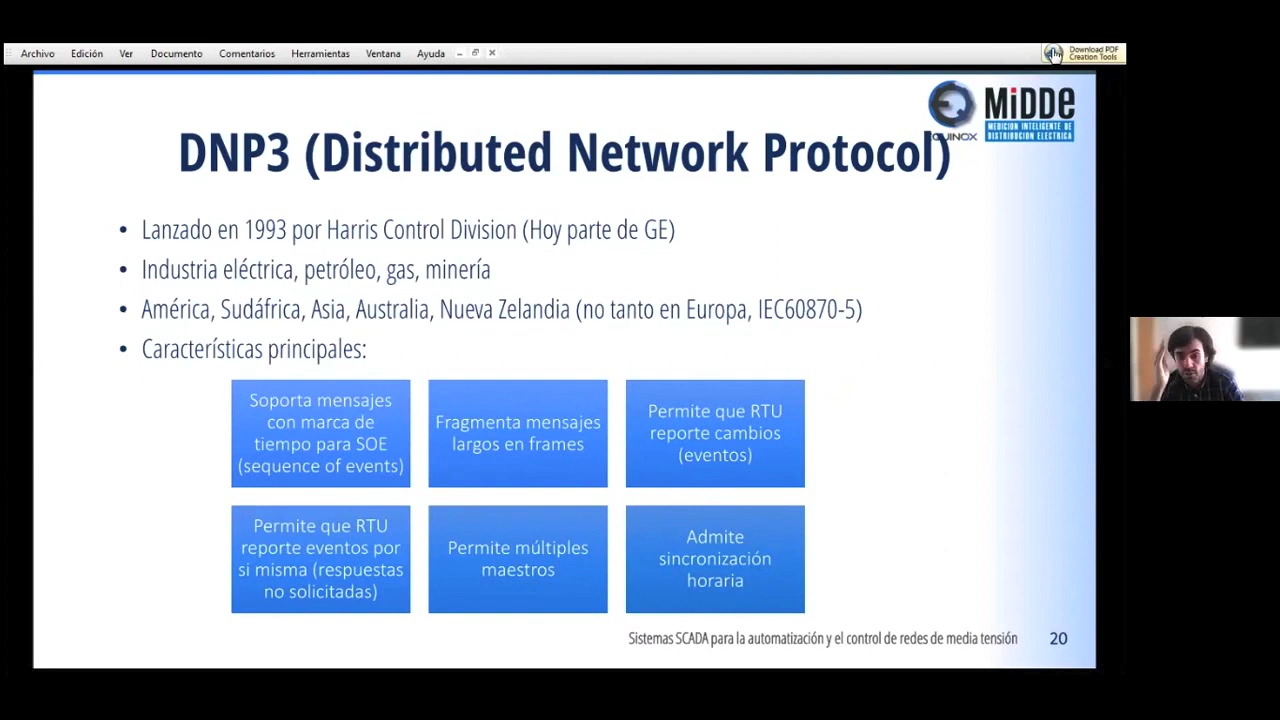 Archivo Edición Ver Documento Comentarios Herramientas Ventana Ayuda
Download PDF
Creation Tools
EQUINOX
MiDDE
MEDICION INTELIGENTE DE
DISTRIBUCION ELECTRICA
DNP3 (Distributed Network Protocol)
• Lanzado en 1993 por Harris Control Division (Hoy parte de GE)
• Industria eléctrica, petróleo, gas, minería
• América, Sudáfrica, Asia, Australia, Nueva Zelandia (no tanto en Europa, IEC60870-5)
• Características principales:
Soporta mensajes
con marca de
tiempo para SOE
(sequence of events)
Fragmenta mensajes
largos en frames
Permite que RTU
reporte cambios
(eventos)
Permite que RTU
reporte eventos por
si misma (respuestas
no solicitadas)
Permite múltiples
maestros
Admite
sincronización
horaria
Sistemas SCADA para la automatización y el control de redes de media tensión 20